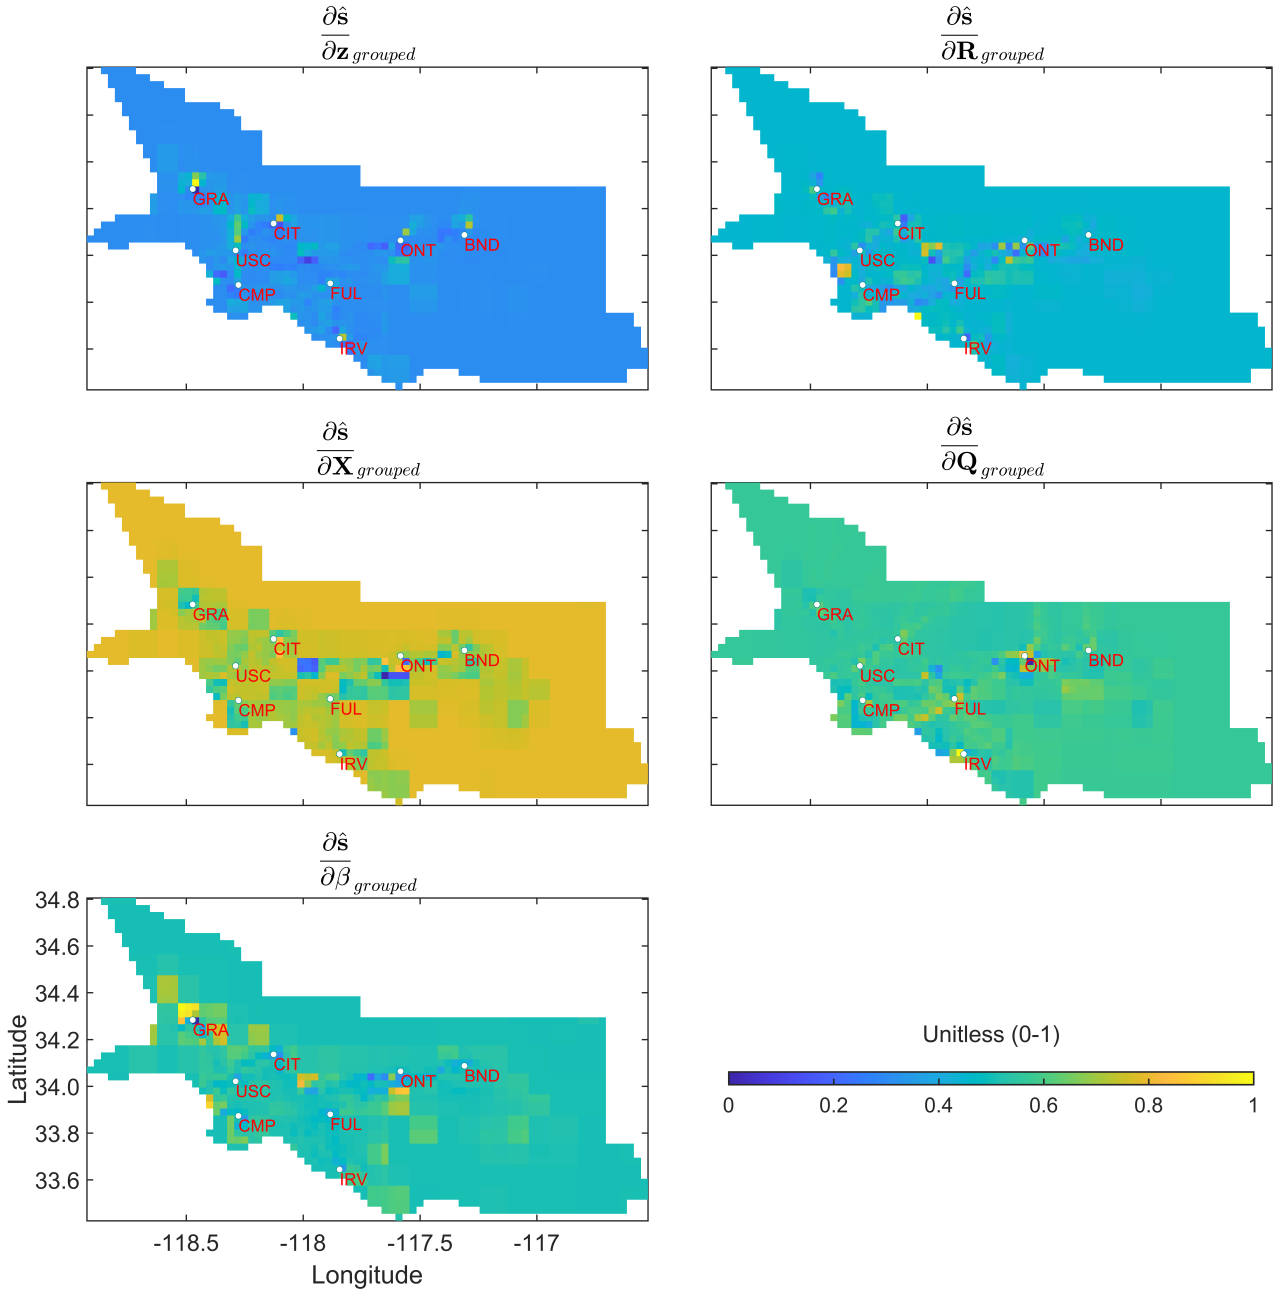 ∂ŝ
∂z grouped
∂ŝ
∂R grouped
GRA
CIT
USC
CMP
FUL
ONT
BND
IRV
GRA
CIT
USC
CMP
FUL
ONT
BND
IRV
∂ŝ
∂X grouped
∂ŝ
∂Q grouped
GRA
CIT
USC
CMP
FUL
ONT
BND
IRV
GRA
CIT
USC
CMP
FUL
ONT
BND
IRV
∂ŝ
∂β grouped
34.8
34.6
34.4
34.2
34.0
33.8
33.6
Latitude
GRA
CIT
USC
CMP
FUL
ONT
BND
IRV
-118.5 -118 -117.5 -117
Longitude
Unitless (0-1)
0 0.2 0.4 0.6 0.8 1